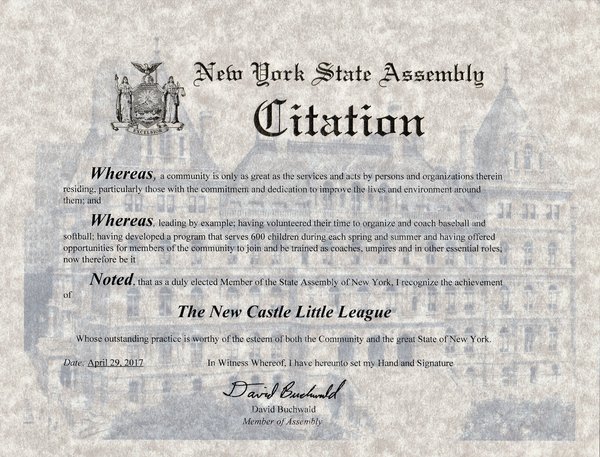 New York State Assembly
Citation
EXCELSIOR
Whereas, a community is only as great as the services and acts by persons and organizations therein
residing, particularly those with the commitment and dedication to improve the lives and environment around
them; and
Whereas, leading by example; having volunteered their time to organize and coach baseball and
softball; having developed a program that serves 600 children during each spring and summer and having offered
opportunities for members of the community to join and be trained as coaches, umpires and in other essential roles;
now therefore be it
Noted, that as a duly elected Member of the State Assembly of New York, I recognize the achievement
of
The New Castle Little League
Whose outstanding practice is worthy of the esteem of both the Community and the great State of New York.
Date: April 29, 2017 In Witness Whereof, I have hereunto set my Hand and Signature
David Buchwald
David Buchwald
Member of Assembly